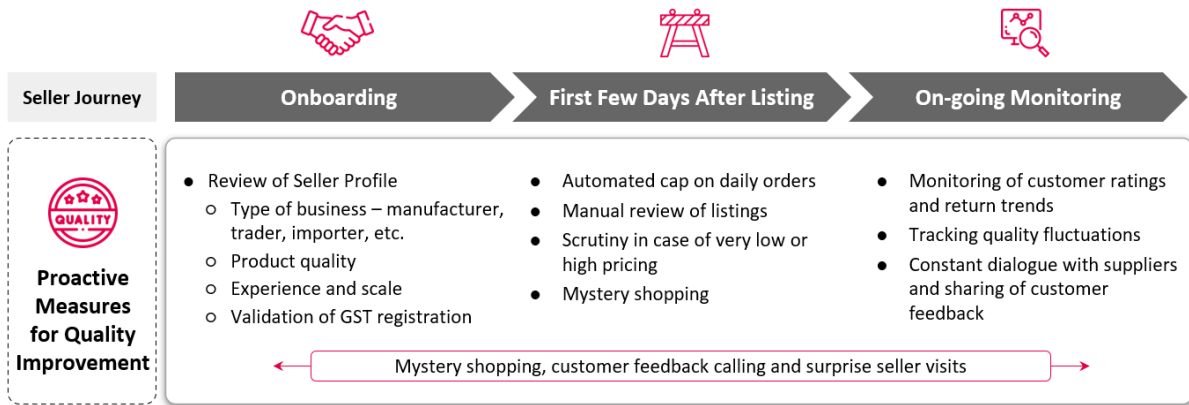 Seller Journey
Onboarding
First Few Days After Listing
On-going Monitoring
QUALITY
Proactive
Measures
for Quality
Improvement
● Review of Seller Profile
○ Type of business – manufacturer,
trader, importer, etc.
○ Product quality
○ Experience and scale
○ Validation of GST registration
● Automated cap on daily orders
● Manual review of listings
● Scrutiny in case of very low or
high pricing
● Mystery shopping
● Monitoring of customer ratings
and return trends
● Tracking quality fluctuations
● Constant dialogue with suppliers
and sharing of customer
feedback
Mystery shopping, customer feedback calling and surprise seller visits